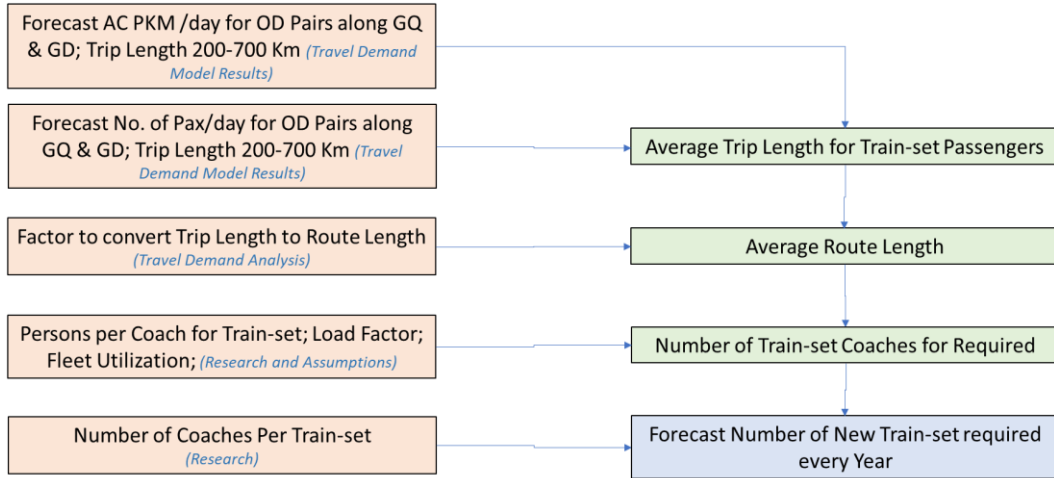 Forecast AC PKM /day for OD Pairs along GQ
& GD; Trip Length 200-700 Km (Travel Demand
Model Results)
Forecast No. of Pax/day for OD Pairs along
GQ & GD; Trip Length 200-700 Km (Travel
Demand Model Results)
Average Trip Length for Train-set Passengers
Factor to convert Trip Length to Route Length
(Travel Demand Analysis)
Average Route Length
Persons per Coach for Train-set; Load Factor;
Fleet Utilization; (Research and Assumptions)
Number of Train-set Coaches for Required
Number of Coaches Per Train-set
(Research)
Forecast Number of New Train-set required
every Year